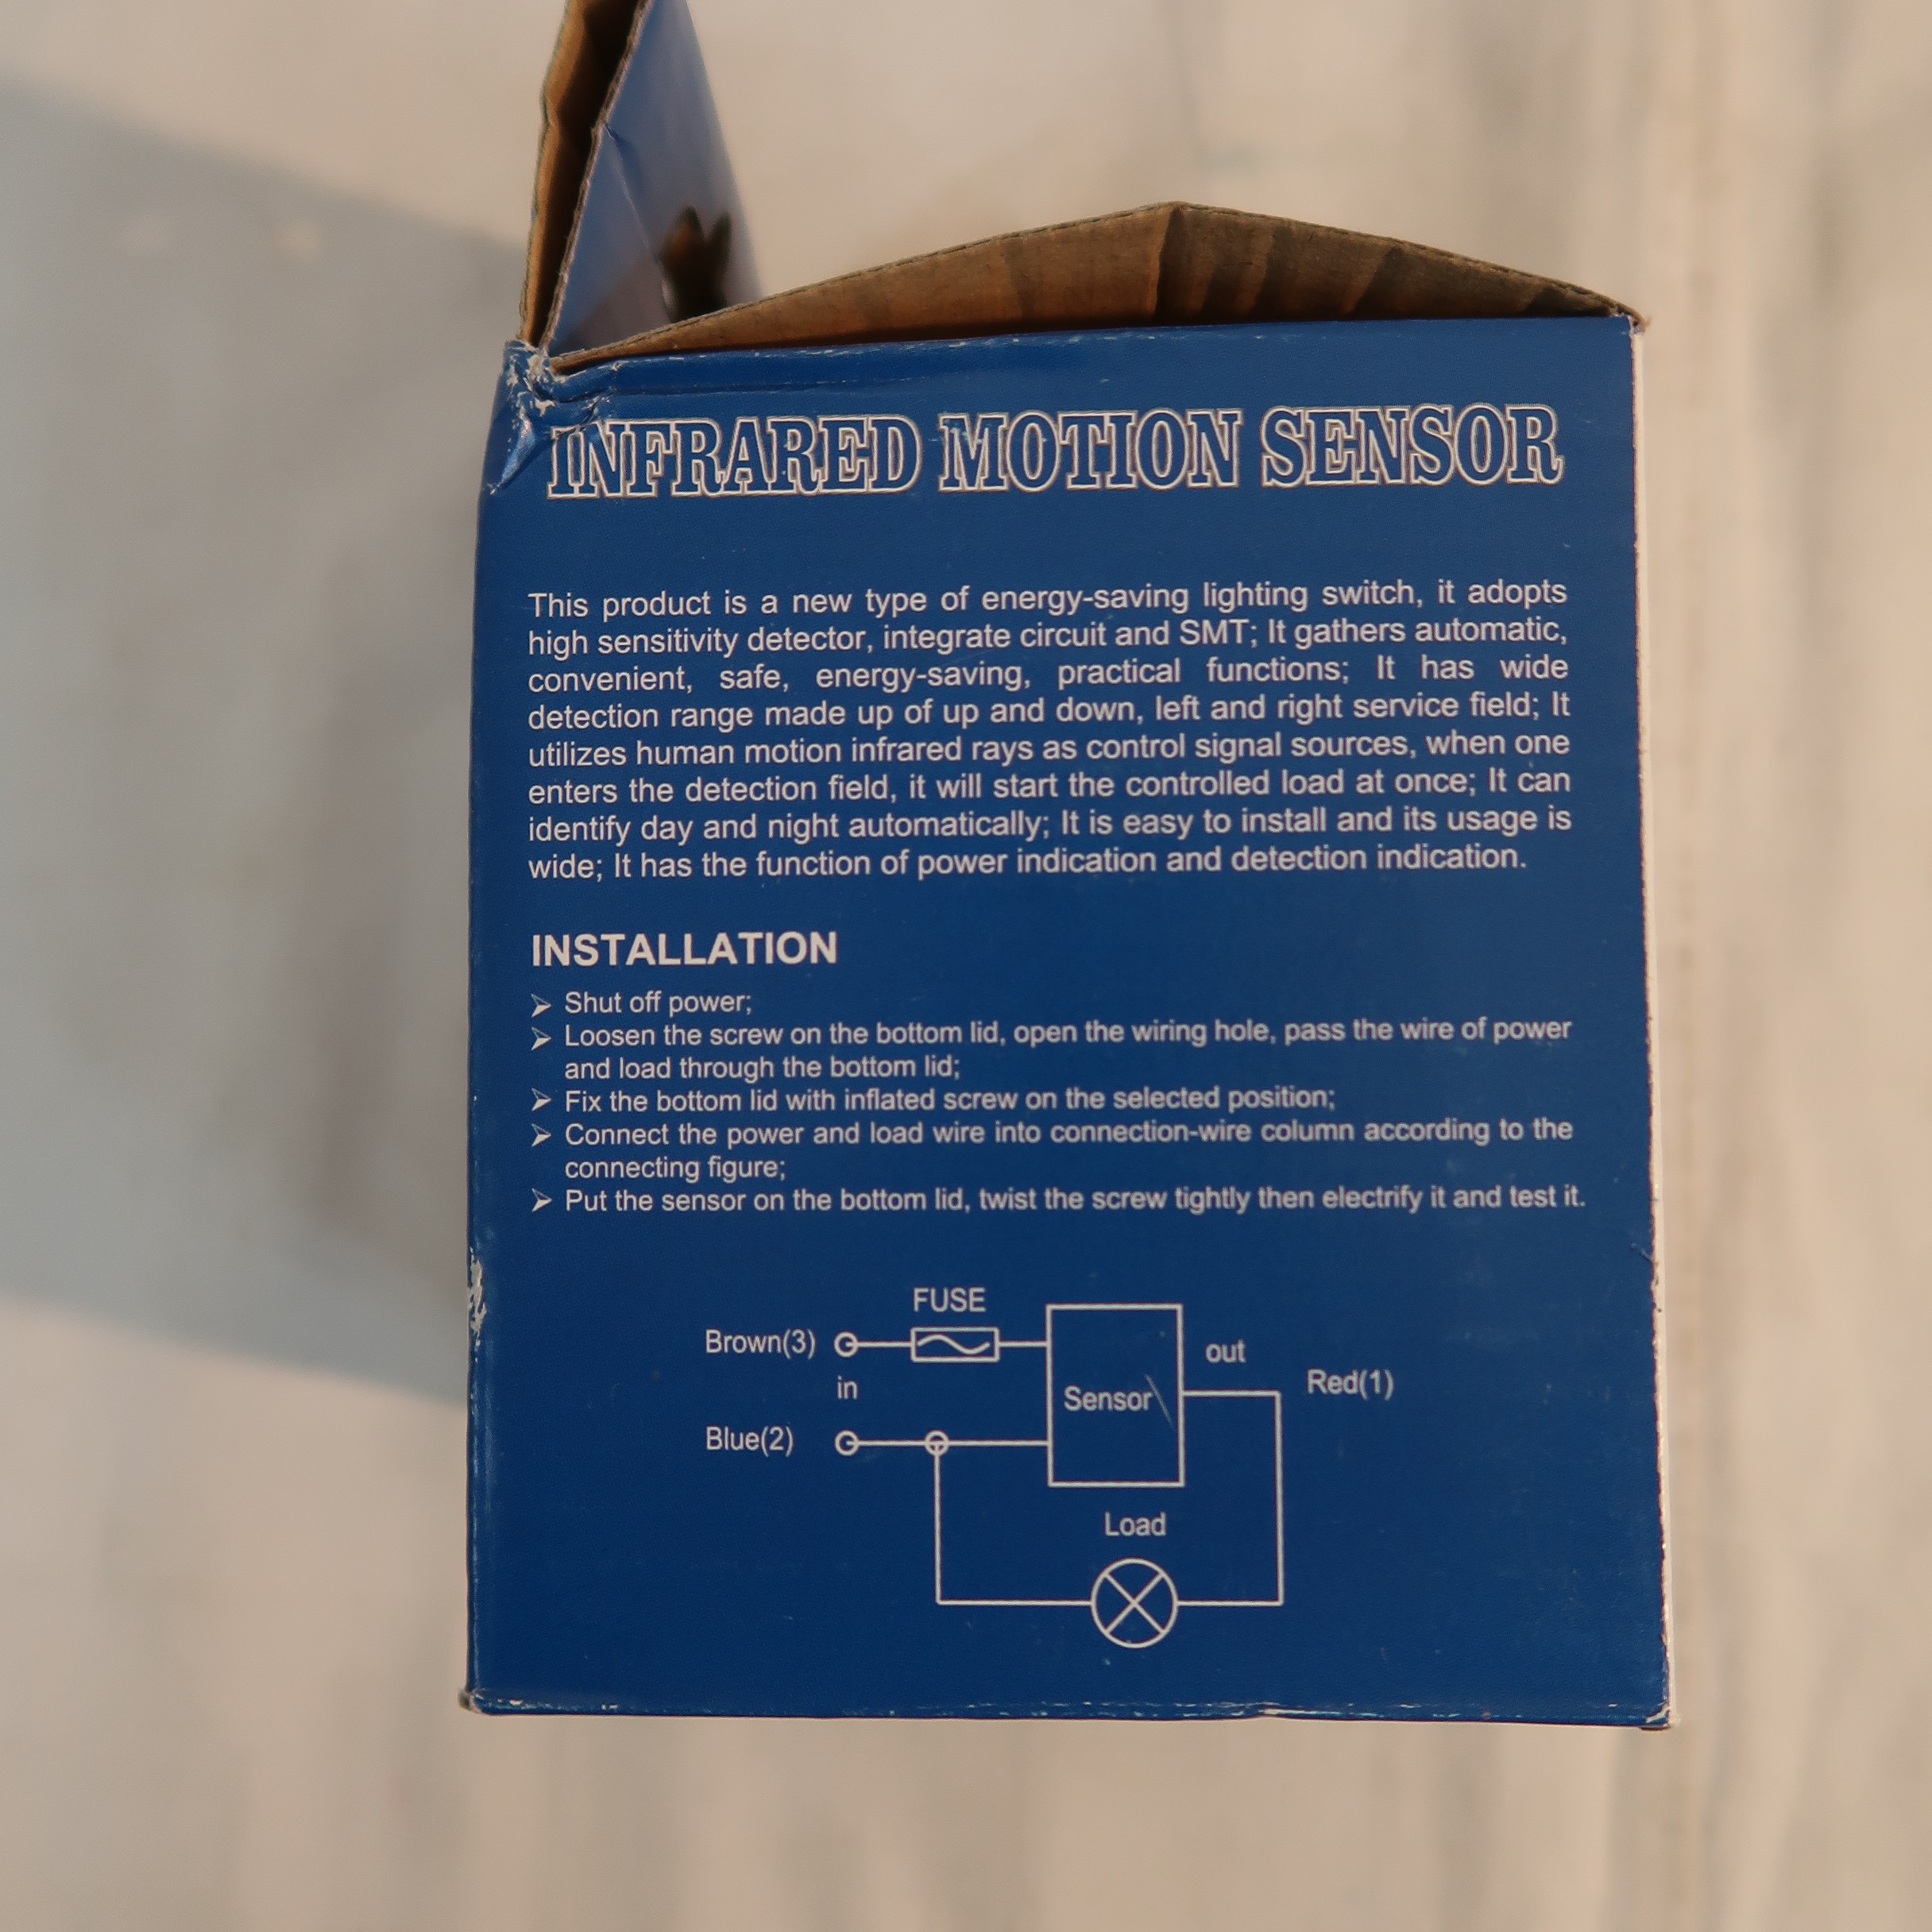 INFRARED MOTION SENSOR
This product is a new type of energy-saving lighting switch, it adopts
high sensitivity detector, integrate circuit and SMT; It gathers automatic,
convenient, safe, energy-saving, practical functions; It has wide
detection range made up of up and down, left and right service field; It
utilizes human motion infrared rays as control signal sources, when one
enters the detection field, it will start the controlled load at once; It can
identify day and night automatically; It is easy to install and its usage is
wide; It has the function of power indication and detection indication.
INSTALLATION
➢ Shut off power;
➢ Loosen the screw on the bottom lid, open the wiring hole, pass the wire of power
and load through the bottom lid;
➢ Fix the bottom lid with inflated screw on the selected position;
➢ Connect the power and load wire into connection-wire column according to the
connecting figure;
➢ Put the sensor on the bottom lid, twist the screw tightly then electrify it and test it.
FUSE
Brown(3)
out
in
Red(1)
Sensor
Blue(2)
Load